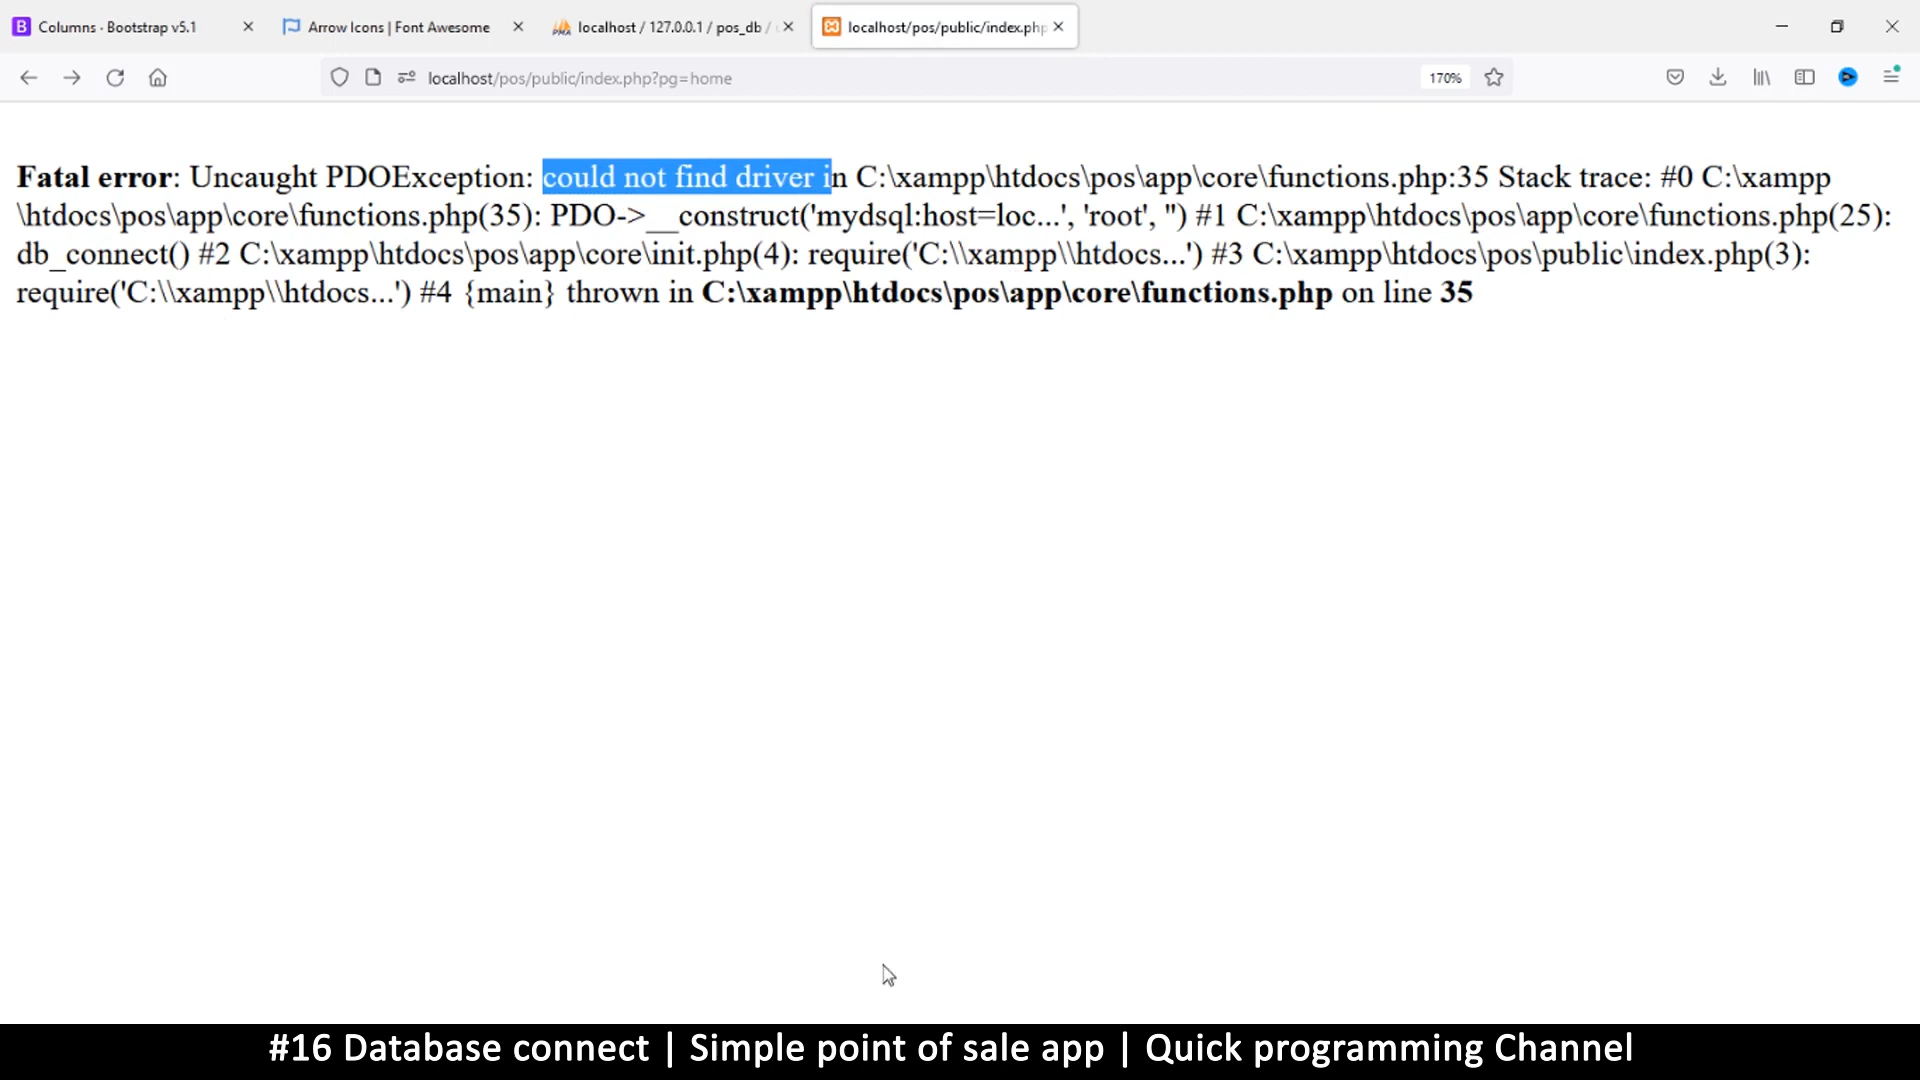 Columns · Bootstrap v5.1
Arrow Icons | Font Awesome
localhost / 127.0.0.1 / pos_db /
localhost/pos/public/index.php
localhost/pos/public/index.php?pg=home
170%
Fatal error: Uncaught PDOException: could not find driver in C:\xampp\htdocs\pos\app\core\functions.php:35 Stack trace: #0 C:\xampp
\htdocs\pos\app\core\functions.php(35): PDO->__construct('mydsql:host=loc...', 'root', '') #1 C:\xampp\htdocs\pos\app\core\functions.php(25):
db_connect() #2 C:\xampp\htdocs\pos\app\core\init.php(4): require('C:\\xampp\\htdocs...') #3 C:\xampp\htdocs\pos\public\index.php(3):
require('C:\\xampp\\htdocs...') #4 {main} thrown in C:\xampp\htdocs\pos\app\core\functions.php on line 35
#16 Database connect | Simple point of sale app | Quick programming Channel